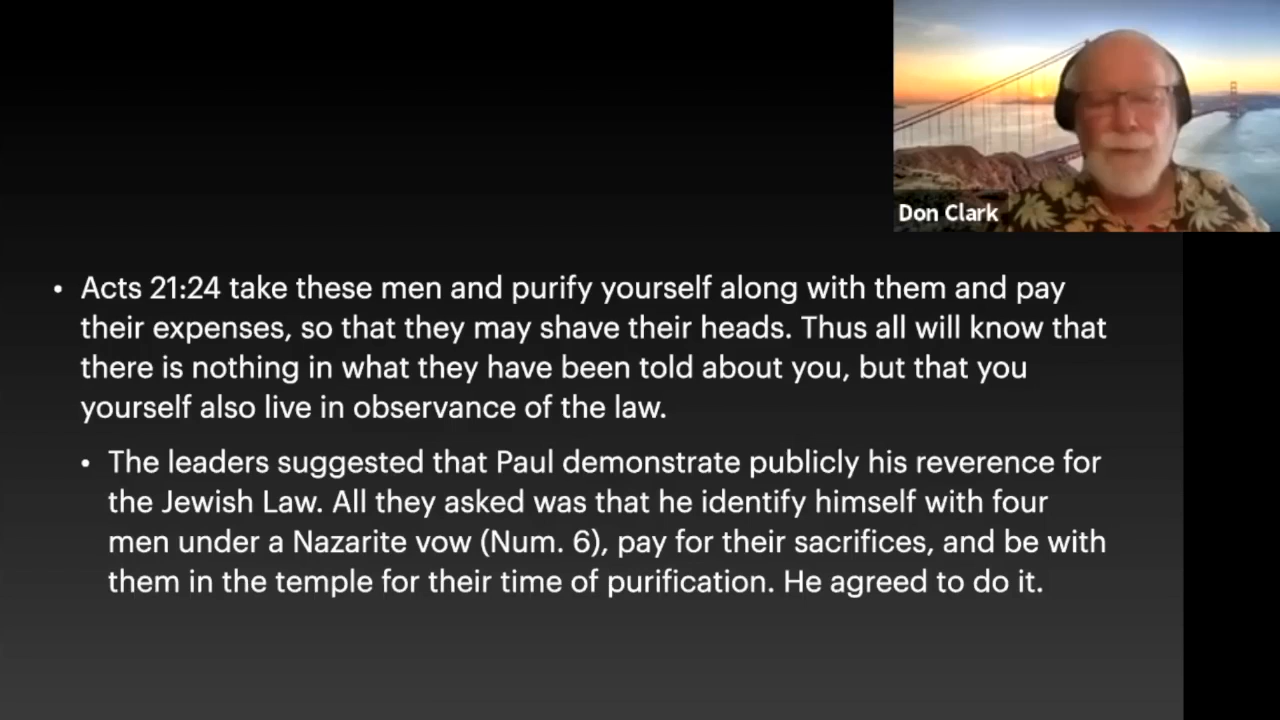 Don Clark
• Acts 21:24 take these men and purify yourself along with them and pay
their expenses, so that they may shave their heads. Thus all will know that
there is nothing in what they have been told about you, but that you
yourself also live in observance of the law.
• The leaders suggested that Paul demonstrate publicly his reverence for
the Jewish Law. All they asked was that he identify himself with four
men under a Nazarite vow (Num. 6), pay for their sacrifices, and be with
them in the temple for their time of purification. He agreed to do it.